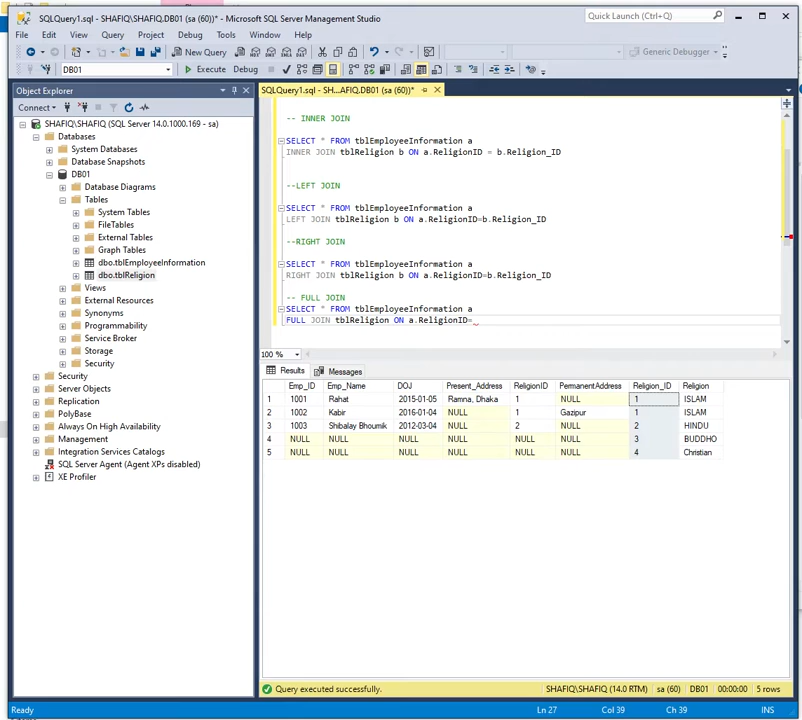 SQLQuery1.sql - SHAFIQ\SHAFIQ.DB01 (sa (60))* - Microsoft SQL Server Management Studio
Quick Launch (Ctrl+Q)
File Edit View Query Project Debug Tools Window Help
New Query
Generic Debugger
DB01 Execute Debug
Object Explorer
Connect
SHAFIQ\SHAFIQ (SQL Server 14.0.1000.169 - sa)
Databases
System Databases
Database Snapshots
DB01
Database Diagrams
Tables
System Tables
FileTables
External Tables
Graph Tables
dbo.tblEmployeeInformation
dbo.tblReligion
Views
External Resources
Synonyms
Programmability
Service Broker
Storage
Security
Security
Server Objects
Replication
PolyBase
Always On High Availability
Management
Integration Services Catalogs
SQL Server Agent (Agent XPs disabled)
XE Profiler
SQLQuery1.sql - SH...AFIQ.DB01 (sa (60))*
-- INNER JOIN
SELECT * FROM tblEmployeeInformation a
INNER JOIN tblReligion b ON a.ReligionID = b.Religion_ID
--LEFT JOIN
SELECT * FROM tblEmployeeInformation a
LEFT JOIN tblReligion b ON a.ReligionID=b.Religion_ID
--RIGHT JOIN
SELECT * FROM tblEmployeeInformation a
RIGHT JOIN tblReligion b ON a.ReligionID=b.Religion_ID
-- FULL JOIN
SELECT * FROM tblEmployeeInformation a
FULL JOIN tblReligion ON a.ReligionID=
100 %
Results Messages
Emp_ID Emp_Name DOJ Present_Address ReligionID PermanentAddress Religion_ID Religion
1 1001 Rahat 2015-01-05 Ramna, Dhaka 1 NULL 1 ISLAM
2 1002 Kabir 2016-01-04 NULL 1 Gazipur 1 ISLAM
3 1003 Shibalay Bhoumik 2012-03-04 NULL 2 NULL 2 HINDU
4 NULL NULL NULL NULL NULL NULL 3 BUDDHO
5 NULL NULL NULL NULL NULL NULL 4 Christian
Query executed successfully. SHAFIQ\SHAFIQ (14.0 RTM) sa (60) DB01 00:00:00 5 rows
Ready Ln 27 Col 39 Ch 39 INS